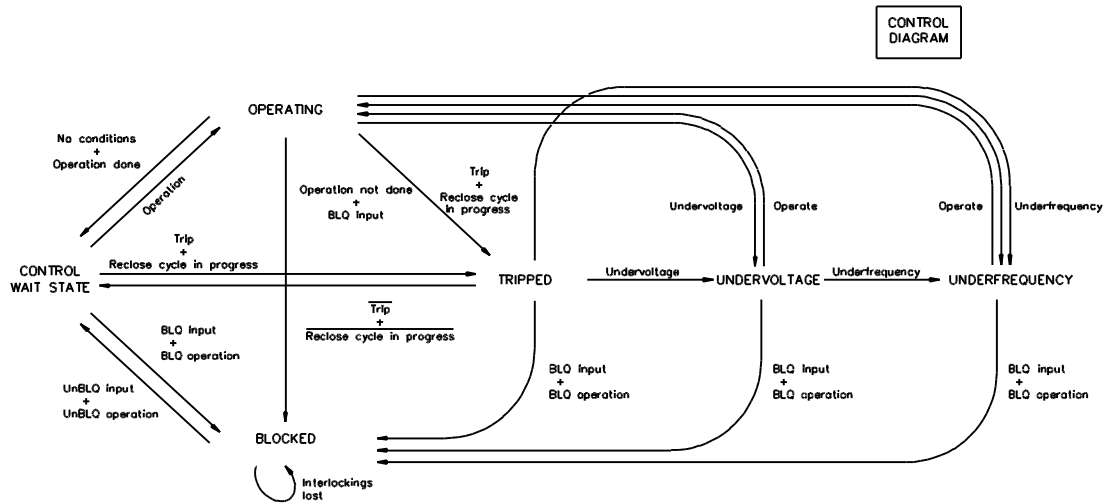 CONTROL
DIAGRAM
OPERATING
No conditions
+
Operation done
Operation
Operation not done
+
BLQ Input
Trip
+
Reclose cycle
in progress
Undervoltage
Operate
Operate
Underfrequency
Trip
+
Reclose cycle in progress
CONTROL
WAIT STATE
TRIPPED
Undervoltage
UNDERVOLTAGE
Underfrequency
UNDERFREQUENCY
Trip
+
Reclose cycle in progress
BLQ Input
+
BLQ operation
UnBLQ input
+
UnBLQ operation
BLQ Input
+
BLQ operation
BLQ Input
+
BLQ operation
BLQ input
+
BLQ operation
BLOCKED
Interlockings
lost